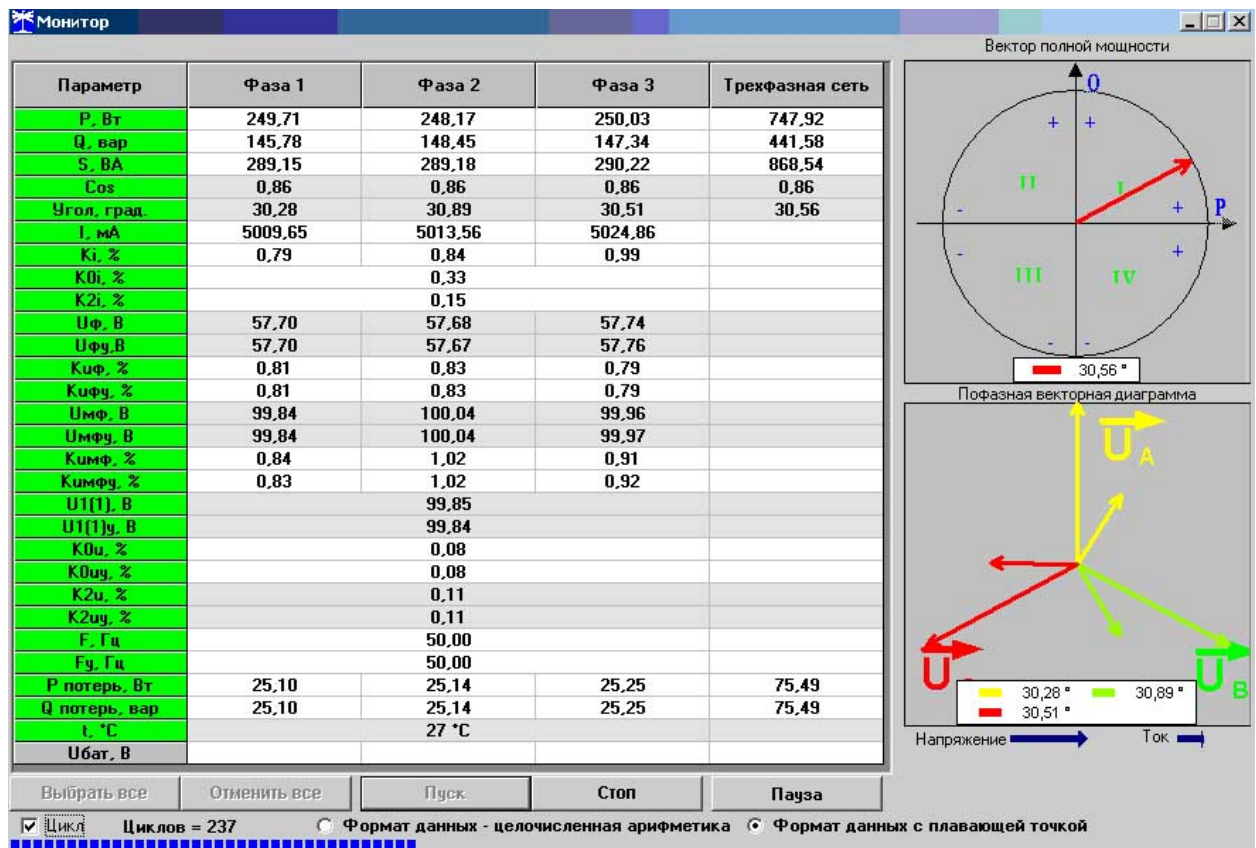 Монитор
Вектор полной мощности
Параметр Фаза 1 Фаза 2 Фаза 3 Трехфазная сеть
P, Вт 249,71 248,17 250,03 747,92
Q, вар 145,78 148,45 147,34 441,58
S, ВА 289,15 289,18 290,22 868,54
Cos 0,86 0,86 0,86 0,86
Угол, град. 30,28 30,89 30,51 30,56
I, мА 5009,65 5013,56 5024,86
Ki, % 0,79 0,84 0,99
K0i, % 0,33
K2i, % 0,15
Uф, В 57,70 57,68 57,74
Uфу,В 57,70 57,67 57,76
Kuф, % 0,81 0,83 0,79
Kuфу, % 0,81 0,83 0,79
Uмф, В 99,84 100,04 99,96
Uмфу, В 99,84 100,04 99,97
Kuмф, % 0,84 1,02 0,91
Kuмфу, % 0,83 1,02 0,92
U1(1), В 99,85
U1(1)у, В 99,84
K0u, % 0,08
K0uу, % 0,08
K2u, % 0,11
K2uу, % 0,11
F, Гц 50,00
Fу, Гц 50,00
P потерь, Вт 25,10 25,14 25,25 75,49
Q потерь, вар 25,10 25,14 25,25 75,49
t, °C 27 °C
Uбат, В
Q
+ +
II I
- + P
- +
III IV
- -
30,56 °
Пофазная векторная диаграмма
U A
U U B
30,28 ° 30,89 °
30,51 °
Напряжение Ток
Выбрать все Отменить все Пуск Стоп Пауза
Цикл Циклов = 237 Формат данных - целочисленная арифметика Формат данных с плавающей точкой